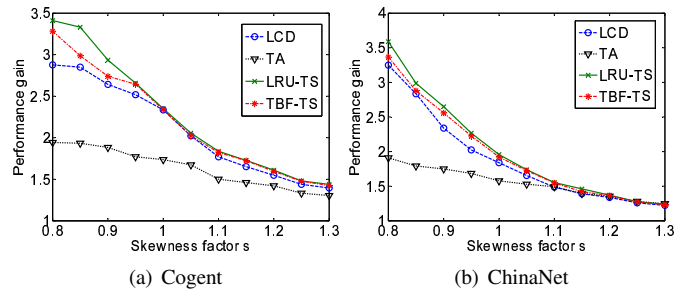 Performance gain
3.5
3
2.5
2
1.5
1
0.8 0.9 1 1.1 1.2 1.3
Skewness factor s
LCD
TA
LRU-TS
TBF-TS
(a) Cogent
Performance gain
4
3.5
3
2.5
2
1.5
1
0.8 0.9 1 1.1 1.2 1.3
Skewness factor s
LCD
TA
LRU-TS
TBF-TS
(b) ChinaNet